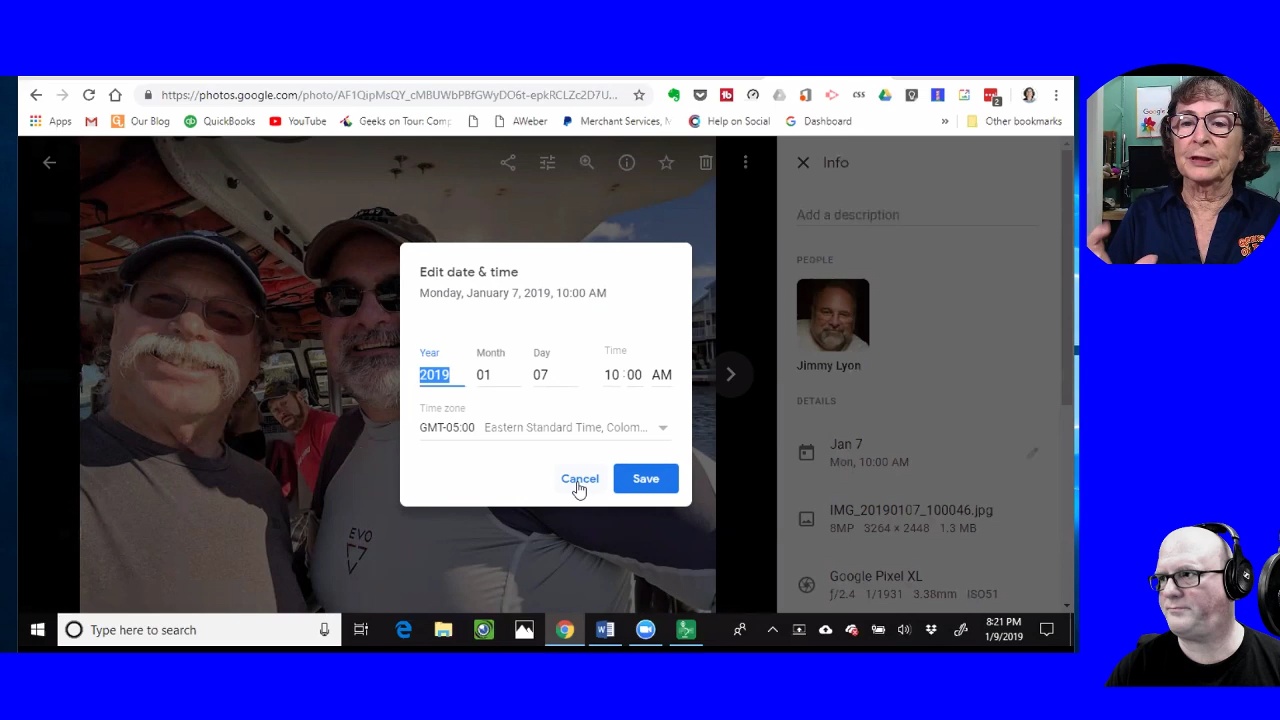 https://photos.google.com/photo/AF1QipMsQY_cMBUWbPBfGWyDO6t-epkRCLZc2D7U...
css
2
Apps
Our Blog
QuickBooks
YouTube
Geeks on Tour: Com
AWeber
Merchant Services,
Help on Social
Dashboard
»
Other bookmarks
Info
Add a description
PEOPLE
Jimmy Lyon
DETAILS
Jan 7
Mon, 10:00 AM
IMG_20190107_100046.jpg
8MP 3264 × 2448 1.3 MB
Google Pixel XL
ƒ/2.4 1/1931 3.38mm ISO51
Edit date & time
Monday, January 7, 2019, 10:00 AM
Year Month Day Time
2019 01 07 10:00 AM
Time zone
GMT-05:00 Eastern Standard Time, Colom...
Cancel Save
EVO
Type here to search
8:21 PM
1/9/2019
Google